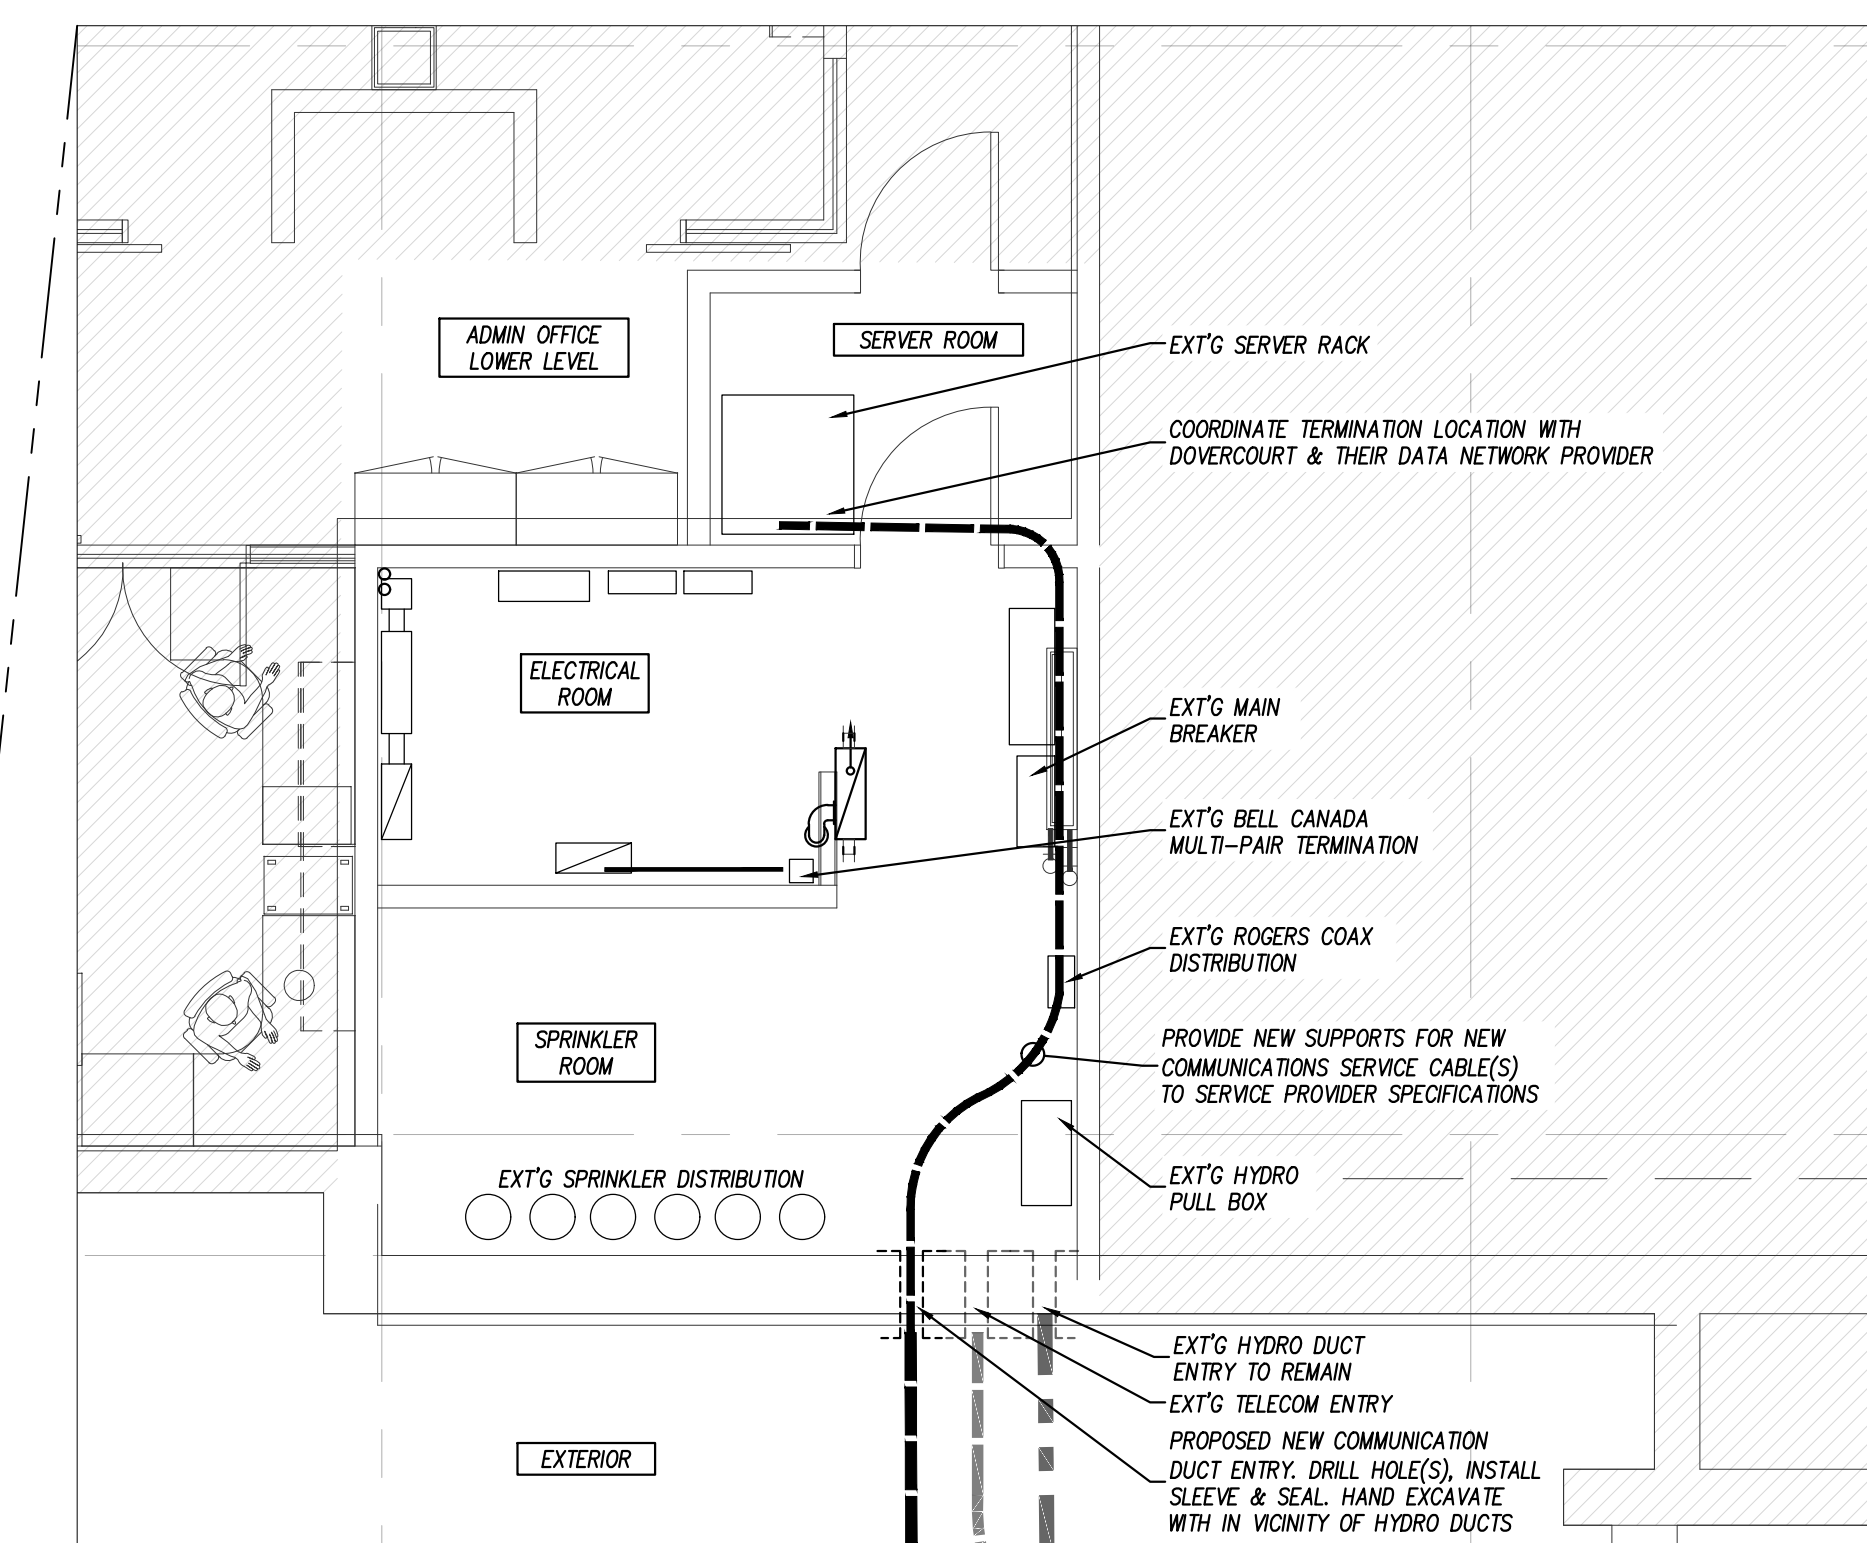 ADMIN OFFICE
LOWER LEVEL
SERVER ROOM
EXT'G SERVER RACK
COORDINATE TERMINATION LOCATION WITH
DOVERCOURT & THEIR DATA NETWORK PROVIDER
ELECTRICAL
ROOM
EXT'G MAIN
BREAKER
EXT'G BELL CANADA
MULTI-PAIR TERMINATION
EXT'G ROGERS COAX
DISTRIBUTION
SPRINKLER
ROOM
PROVIDE NEW SUPPORTS FOR NEW
COMMUNICATIONS SERVICE CABLE(S)
TO SERVICE PROVIDER SPECIFICATIONS
EXT'G SPRINKLER DISTRIBUTION
EXT'G HYDRO
PULL BOX
EXT'G HYDRO DUCT
ENTRY TO REMAIN
EXT'G TELECOM ENTRY
EXTERIOR
PROPOSED NEW COMMUNICATION
DUCT ENTRY. DRILL HOLE(S), INSTALL
SLEEVE & SEAL. HAND EXCAVATE
WITH IN VICINITY OF HYDRO DUCTS